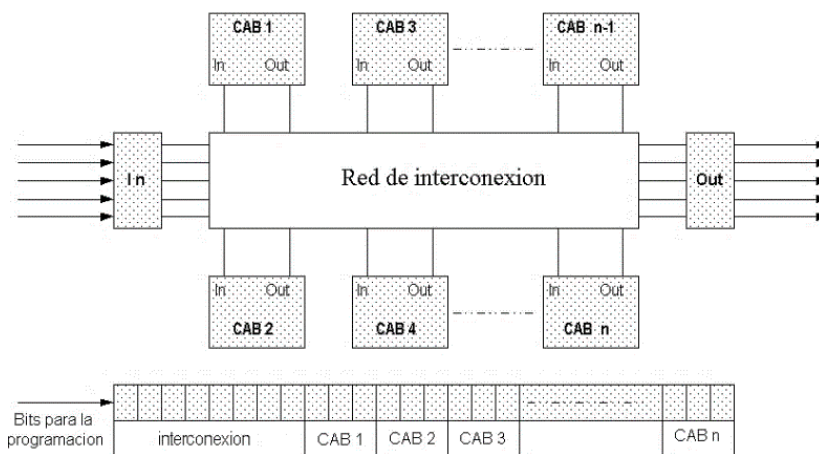 CAB 1
CAB 3
CAB n-1
In Out
In Out
In Out
In
Red de interconexion
Out
In Out
In Out
In Out
CAB 2
CAB 4
CAB n
Bits para la
programacion
interconexion
CAB 1
CAB 2
CAB 3
CAB n